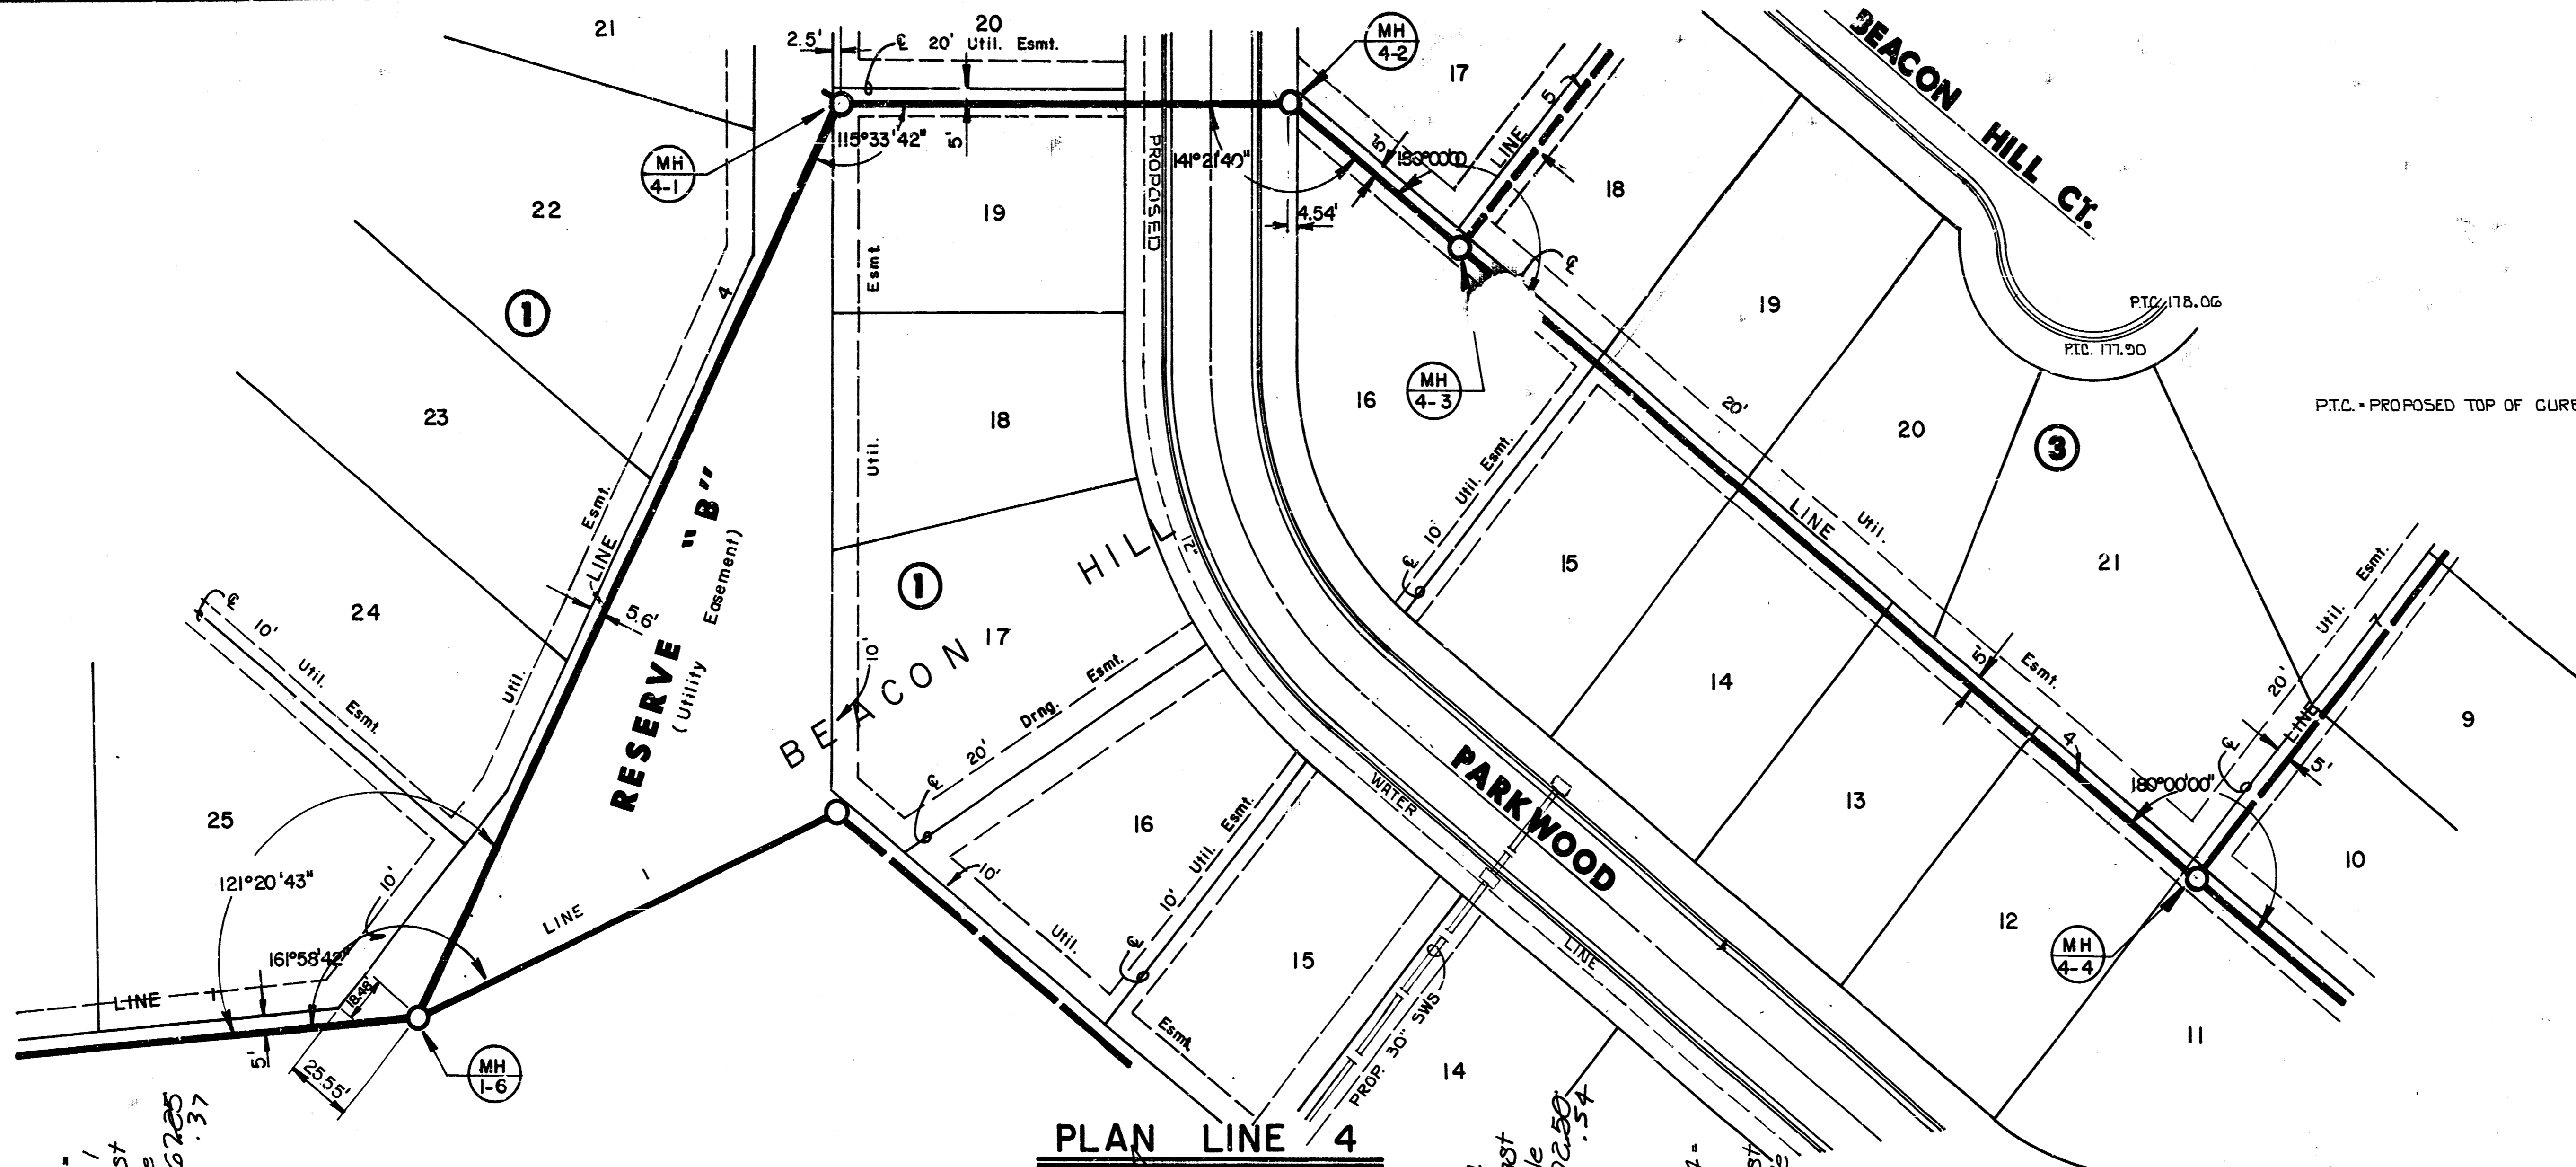 21
20
2.5'
℄ 20' Util. Esmt.
MH
4-2
17
BEACON HILL CT.
5'
LINE 5
115°33'42"
5'
141°21'40"
180°00'00
MH
4-1
PROPOSED
4.54'
18
22
19
Esmt.
℄
19
P.T.C. 178.06
P.T.C. 177.90
1
4
MH
4-3
16
20'
P.T.C. = PROPOSED TOP OF CURB
23
18
20
3
Util.
Util. Esmt.
10'
℄
LINE
Util.
RESERVE "B"
(Utility Easement)
Esmt.
LINE
15
21
Esmt.
Util.
20'
1
BEACON HILL
12"
24
5.6'
17
10'
℄
10'
Util.
Esmt.
Util.
14
5'
Esmt.
LINE 7
9
Drng. Esmt.
20'
℄
PARKWOOD
WATER
LINE
13
4
180°00'00"
℄
5'
25
16
10
121°20'43"
10'
1
LINE
10'
Util.
℄
10'
Util.
Esmt.
12
MH
4-4
161°58'42"
15
LINE 1
18.48'
5'
25.55'
MH
1-6
Esmt.
PROP. 30" SWS
14
11
PLAN LINE 4
.37
02.50
.54